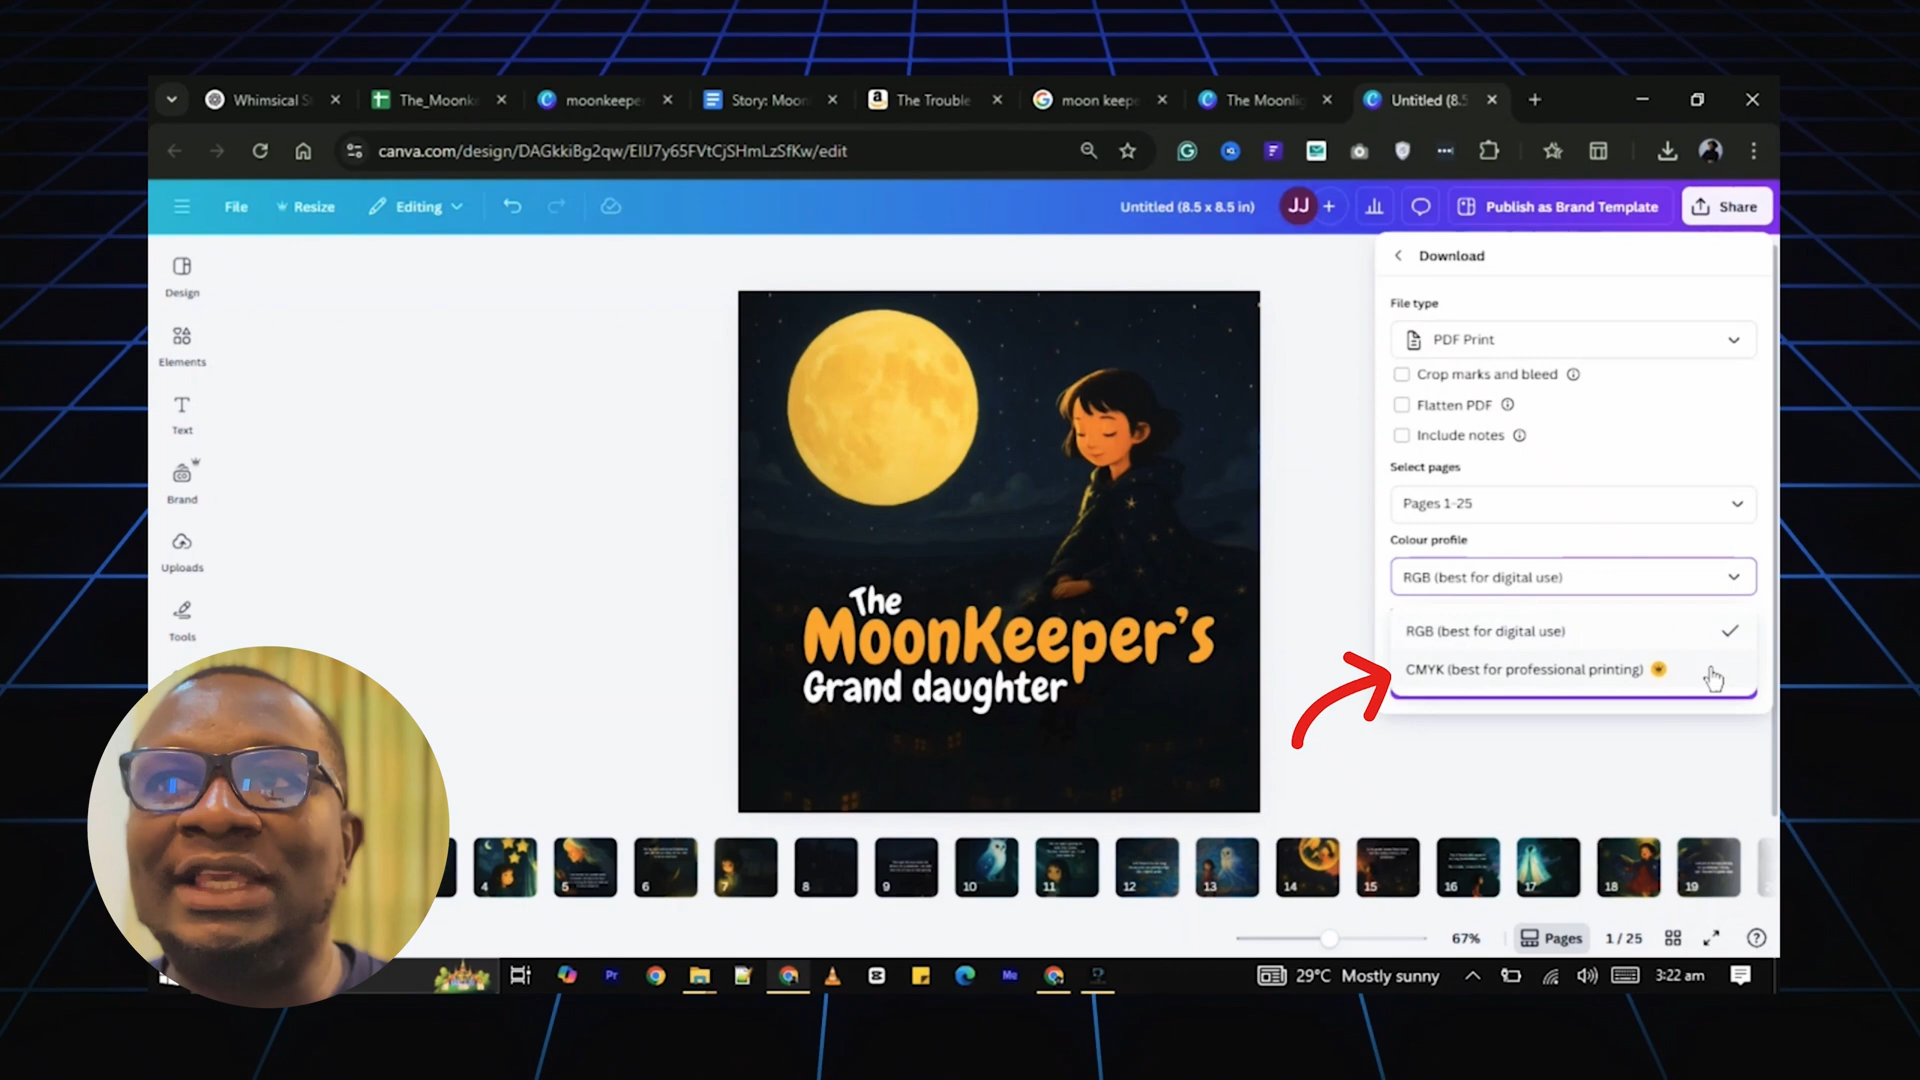 Whimsical S
The_Moonk
moonkeepe
Story: Moon
The Trouble
moon keep
The Moonlig
Untitled (8.5
canva.com/design/DAGkkiBg2qw/EIIJ7y65FVtCjSHmLzSfKw/edit
File
Resize
Editing
Untitled (8.5 x 8.5 in)
JJ
Publish as Brand Template
Share
Design
Elements
Text
Brand
Uploads
Tools
The
MoonKeeper's
Grand daughter
Download
File type
PDF Print
Crop marks and bleed
Flatten PDF
Include notes
Select pages
Pages 1-25
Colour profile
RGB (best for digital use)
RGB (best for digital use)
CMYK (best for professional printing)
4 5 6 7 8 9 10 11 12 13 14 15 16 17 18 19
67% Pages 1 / 25
Pr
Me
29°C Mostly sunny
3:22 am